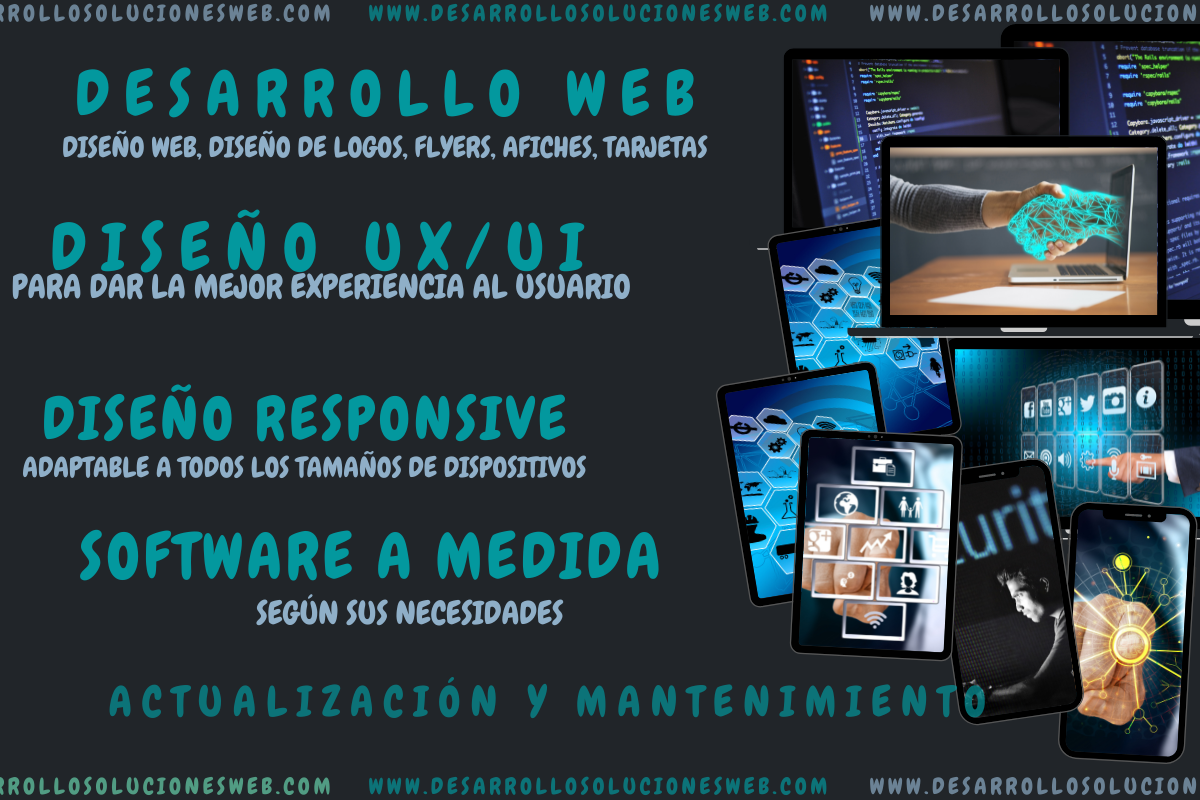 RROLLOSOLUCIONESWEB.COM WWW.DESARROLLOSOLUCIONESWEB.COM WWW.DESARROLLOSOLUCION
DESARROLLO WEB
DISEÑO WEB, DISEÑO DE LOGOS, FLYERS, AFICHES, TARJETAS
DISEÑO UX/UI
PARA DAR LA MEJOR EXPERIENCIA AL USUARIO
DISEÑO RESPONSIVE
ADAPTABLE A TODOS LOS TAMAÑOS DE DISPOSITIVOS
SOFTWARE A MEDIDA
SEGÚN SUS NECESIDADES
ACTUALIZACIÓN Y MANTENIMIENTO
curit
ARROLLOSOLUCIONESWEB.COM WWW.DESARROLLOSOLUCIONESWEB.COM WWW.DESARROLLOSOLUCION